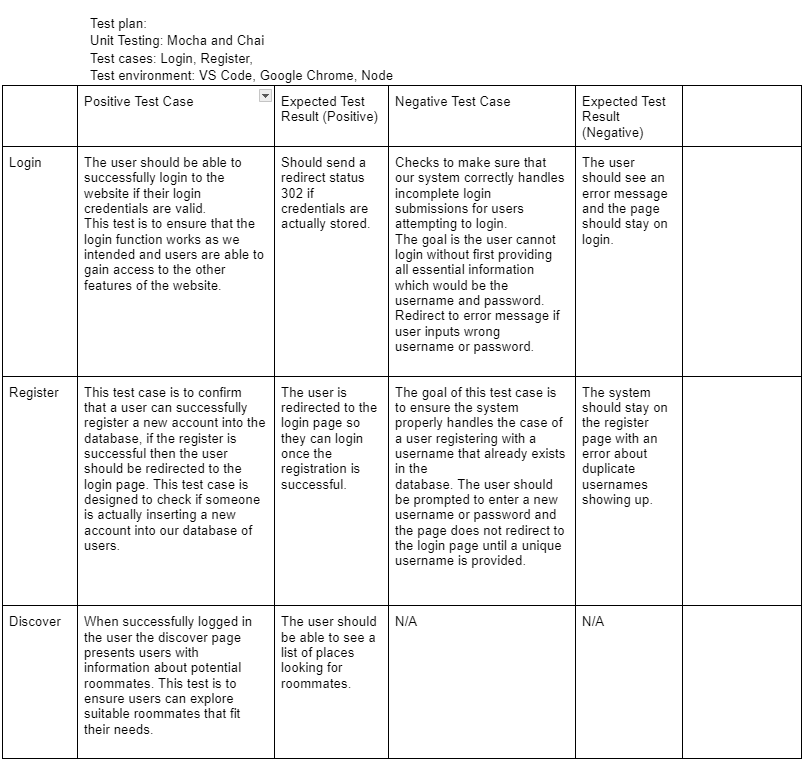 Test plan:
Unit Testing: Mocha and Chai
Test cases: Login, Register,
Test environment: VS Code, Google Chrome, Node
Positive Test Case
Expected Test
Result (Positive)
Negative Test Case
Expected Test
Result
(Negative)
Login
The user should be able to
successfully login to the
website if their login
credentials are valid.
This test is to ensure that the
login function works as we
intended and users are able to
gain access to the other
features of the website.
Should send a
redirect status
302 if
credentials are
actually stored.
Checks to make sure that
our system correctly handles
incomplete login
submissions for users
attempting to login.
The goal is the user cannot
login without first providing
all essential information
which would be the
username and password.
Redirect to error message if
user inputs wrong
username or password.
The user
should see an
error message
and the page
should stay on
login.
Register
This test case is to confirm
that a user can successfully
register a new account into the
database, if the register is
successful then the user
should be redirected to the
login page. This test case is
designed to check if someone
is actually inserting a new
account into our database of
users.
The user is
redirected to the
login page so
they can login
once the
registration is
successful.
The goal of this test case is
to ensure the system
properly handles the case of
a user registering with a
username that already exists
in the
database. The user should
be prompted to enter a new
username or password and
the page does not redirect to
the login page until a unique
username is provided.
The system
should stay on
the register
page with an
error about
duplicate
usernames
showing up.
Discover
When successfully logged in
the user the discover page
presents users with
information about potential
roommates. This test is to
ensure users can explore
suitable roommates that fit
their needs.
The user should
be able to see a
list of places
looking for
roommates.
N/A
N/A